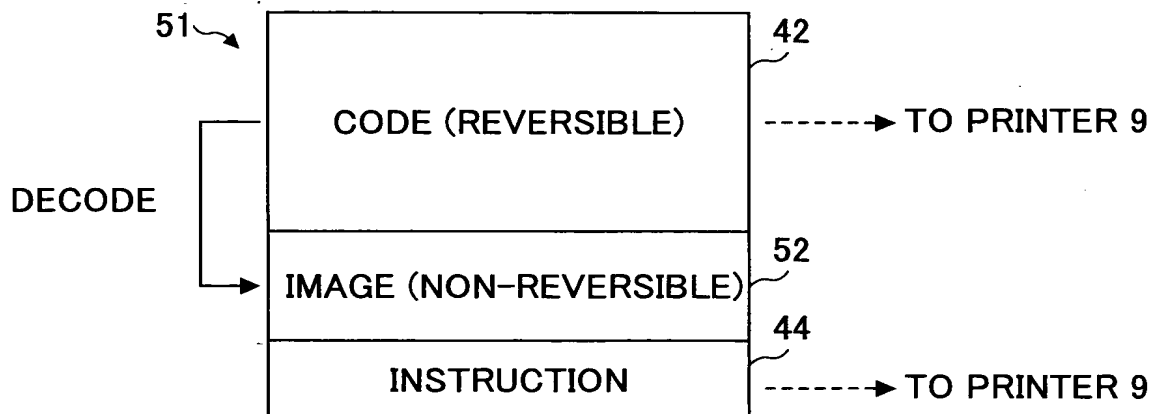 51
42
CODE (REVERSIBLE)
TO PRINTER 9
DECODE
52
IMAGE (NON-REVERSIBLE)
44
INSTRUCTION
TO PRINTER 9